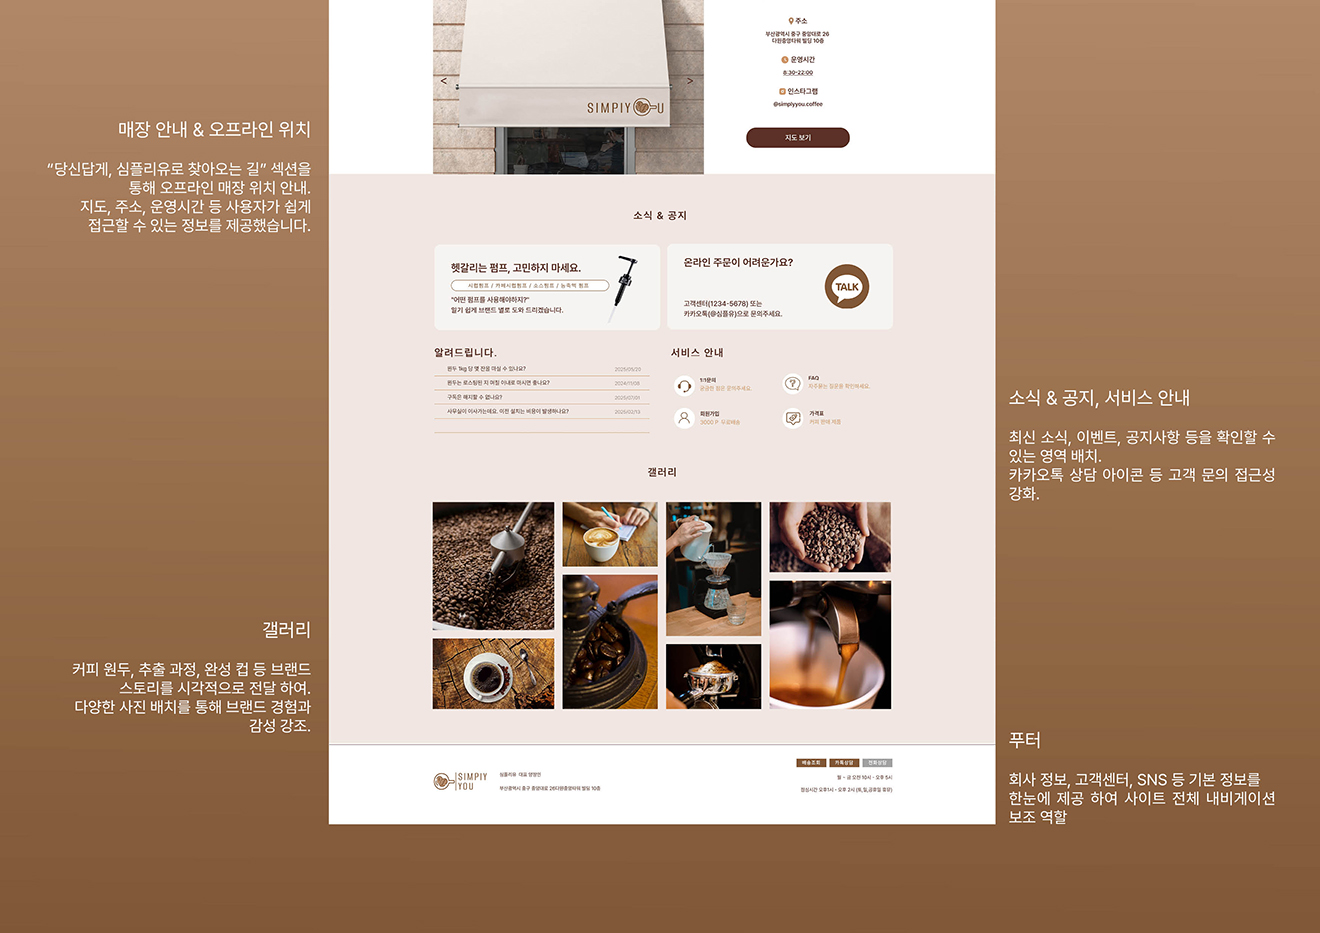 주소
부산광역시 중구 중앙대로 26
다원중앙타워 빌딩 10층
운영시간
8:30-22:00
인스타그램
@simplyyou.coffee
지도 보기
<
>
SIMPlY U
매장 안내 & 오프라인 위치
“당신답게, 심플리유로 찾아오는 길” 섹션을
통해 오프라인 매장 위치 안내.
지도, 주소, 운영시간 등 사용자가 쉽게
접근할 수 있는 정보를 제공했습니다.
소식 & 공지
헷갈리는 펌프, 고민하지 마세요.
시럽펌프 / 카페시럽펌프 / 소스펌프 / 농축액 펌프
"어떤 펌프를 사용해야하지?"
알기 쉽게 브랜드 별로 도와 드리겠습니다.
온라인 주문이 어려운가요?
고객센터(1234-5678) 또는
카카오톡(@심플유)으로 문의주세요.
TALK
알려드립니다.
원두 1kg 당 몇 잔을 마실 수 있나요?
2025/05/20
원두는 로스팅된 지 며칠 이내로 마시면 좋나요?
2024/11/08
구독은 해지할 수 없나요?
2025/07/01
사무실이 이사가는데요. 이전 설치는 비용이 발생하나요?
2025/02/13
서비스 안내
1:1문의
궁금한 점은 문의주세요.
FAQ
자주묻는 질문을 확인하세요.
회원가입
3000 P 무료배송
가격표
커피 판매 제품
소식 & 공지, 서비스 안내
최신 소식, 이벤트, 공지사항 등을 확인할 수
있는 영역 배치.
카카오톡 상담 아이콘 등 고객 문의 접근성
강화.
갤러리
갤러리
커피 원두, 추출 과정, 완성 컵 등 브랜드
스토리를 시각적으로 전달 하여.
다양한 사진 배치를 통해 브랜드 경험과
감성 강조.
SIMPlY
YOU
심플리유 대표 양영인
부산광역시 중구 중앙대로 26다원중앙타워 빌딩 10층
배송조회
카톡상담
전화상담
월 – 금 오전 10시 - 오후 5시
점심시간 오후1시 - 오후 2시 (토,일,공휴일 휴무)
푸터
회사 정보, 고객센터, SNS 등 기본 정보를
한눈에 제공 하여 사이트 전체 내비게이션
보조 역할